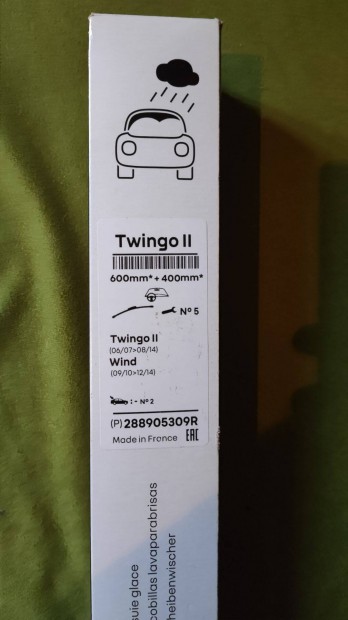 Twingo II
600mm* + 400mm*
Nº 5
Twingo II
(06/07>08/14)
Wind
(09/10>12/14)
: - Nº 2
(P) 288905309R
Made in France EAC
suie glace
cobillas lavaparabrisas
heibenwischer